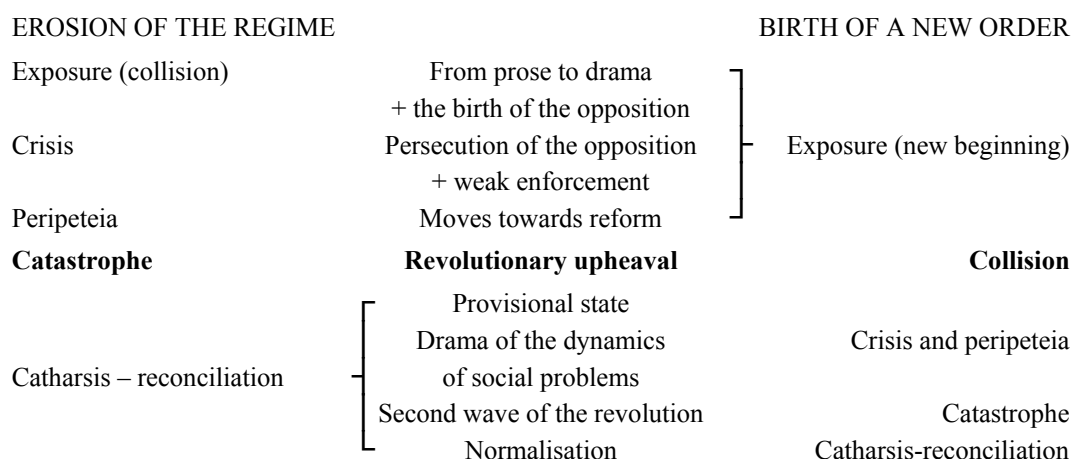 EROSION OF THE REGIME BIRTH OF A NEW ORDER
Exposure (collision) From prose to drama
+ the birth of the opposition
Crisis Persecution of the opposition Exposure (new beginning)
+ weak enforcement
Peripeteia Moves towards reform
Catastrophe Revolutionary upheaval Collision
Provisional state
Drama of the dynamics Crisis and peripeteia
Catharsis – reconciliation of social problems
Second wave of the revolution Catastrophe
Normalisation Catharsis-reconciliation